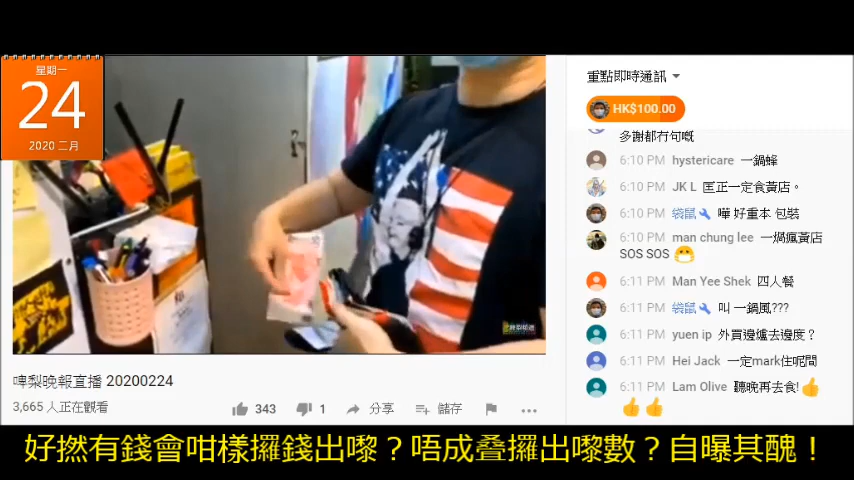 星期一
24
2020 二月
重點即時通訊
HK$100.00
多謝都冇句嘅
6:10 PM hystericare 一鍋蜂
6:10 PM JK L 匡正一定食黃店。
6:10 PM 袋鼠 嘩 好重本 包裝
6:10 PM man chung lee 一焗瘋黃店
SOS SOS
6:11 PM Man Yee Shek 四人餐
6:11 PM 袋鼠 叫 一鍋風???
6:11 PM yuen ip 外買邊爐去邊度？
6:11 PM Hei Jack 一定mark住呢間
6:11 PM Lam Olive 聽晚再去食!
啤梨晚報直播 20200224
3,665 人正在觀看
343
1
分享
儲存
好撚有錢會咁樣攞錢出嚟？唔成叠攞出嚟數？自曝其醜！